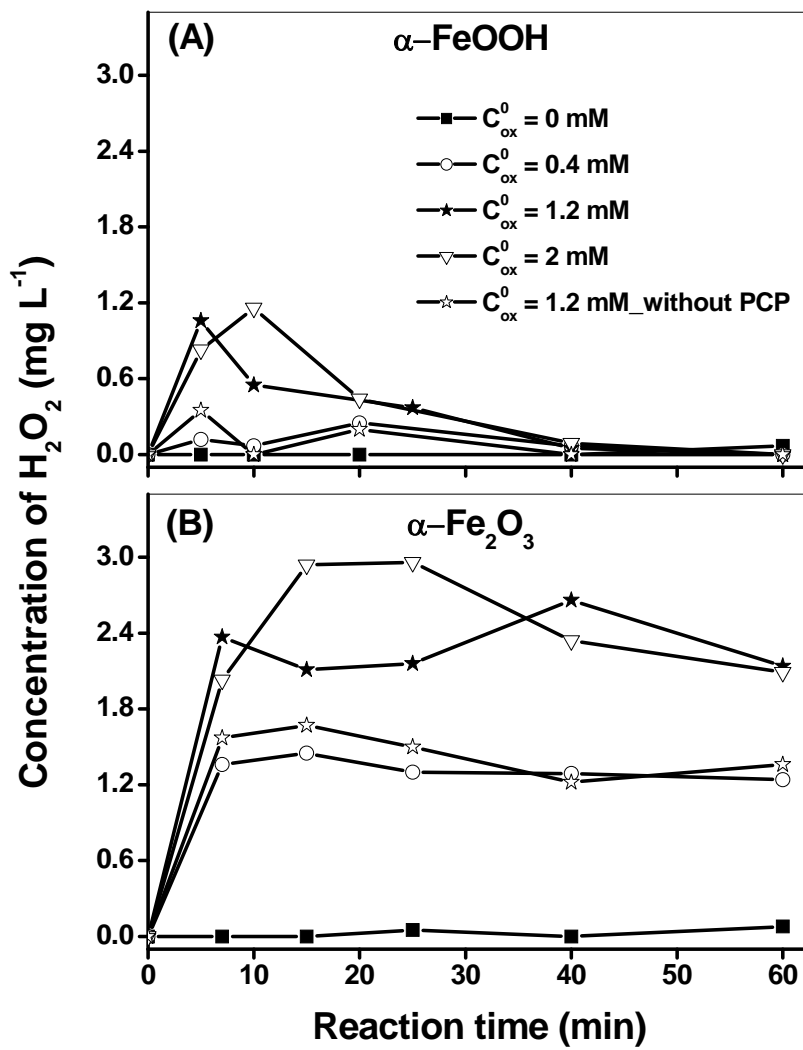 (A) α–FeOOH
3.0
2.4
1.8
1.2
0.6
0.0
C⁰ₒₓ = 0 mM
C⁰ₒₓ = 0.4 mM
C⁰ₒₓ = 1.2 mM
C⁰ₒₓ = 2 mM
C⁰ₒₓ = 1.2 mM_without PCP
Concentration of H₂O₂ (mg L⁻¹)
(B) α–Fe₂O₃
3.0
2.4
1.8
1.2
0.6
0.0
0 10 20 30 40 50 60
Reaction time (min)